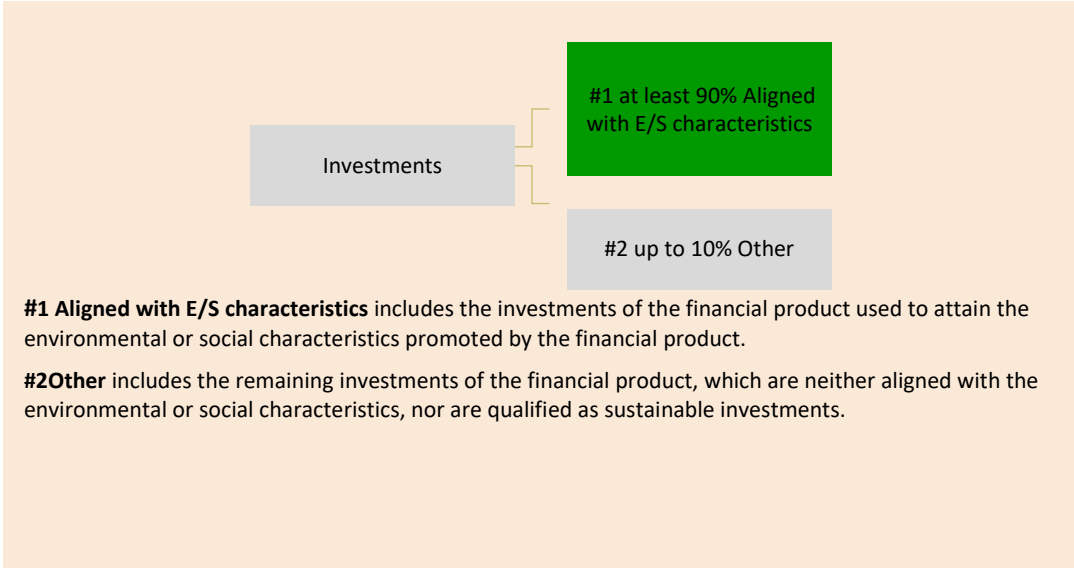 #1 at least 90% Aligned
with E/S characteristics
Investments
#2 up to 10% Other
#1 Aligned with E/S characteristics includes the investments of the financial product used to attain the
environmental or social characteristics promoted by the financial product.
#2Other includes the remaining investments of the financial product, which are neither aligned with the
environmental or social characteristics, nor are qualified as sustainable investments.